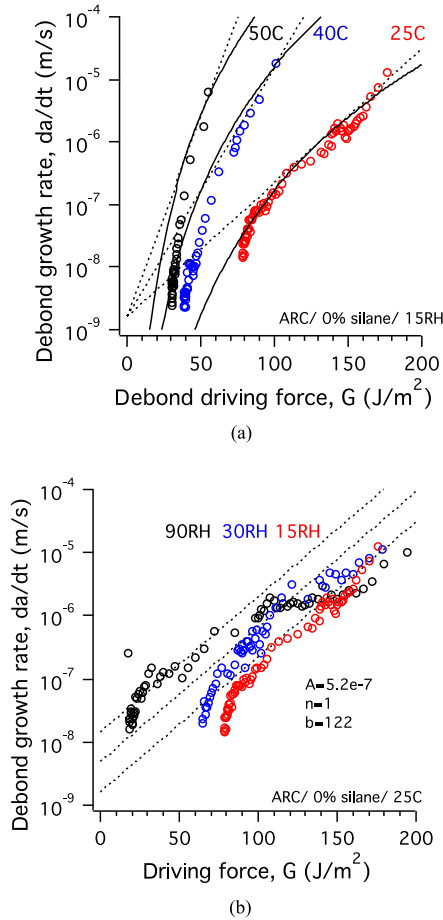 50C 40C 25C
10⁻⁴
10⁻⁵
10⁻⁶
10⁻⁷
10⁻⁸
10⁻⁹
Debond growth rate, da/dt (m/s)
ARC/ 0% silane/ 15RH
0 50 100 150 200
Debond driving force, G (J/m²)
(a)
10⁻⁴
10⁻⁵
10⁻⁶
10⁻⁷
10⁻⁸
10⁻⁹
Debond growth rate, da/dt (m/s)
90RH 30RH 15RH
A=5.2e-7
n=1
b=122
ARC/ 0% silane/ 25C
0 50 100 150 200
Driving force, G (J/m²)
(b)